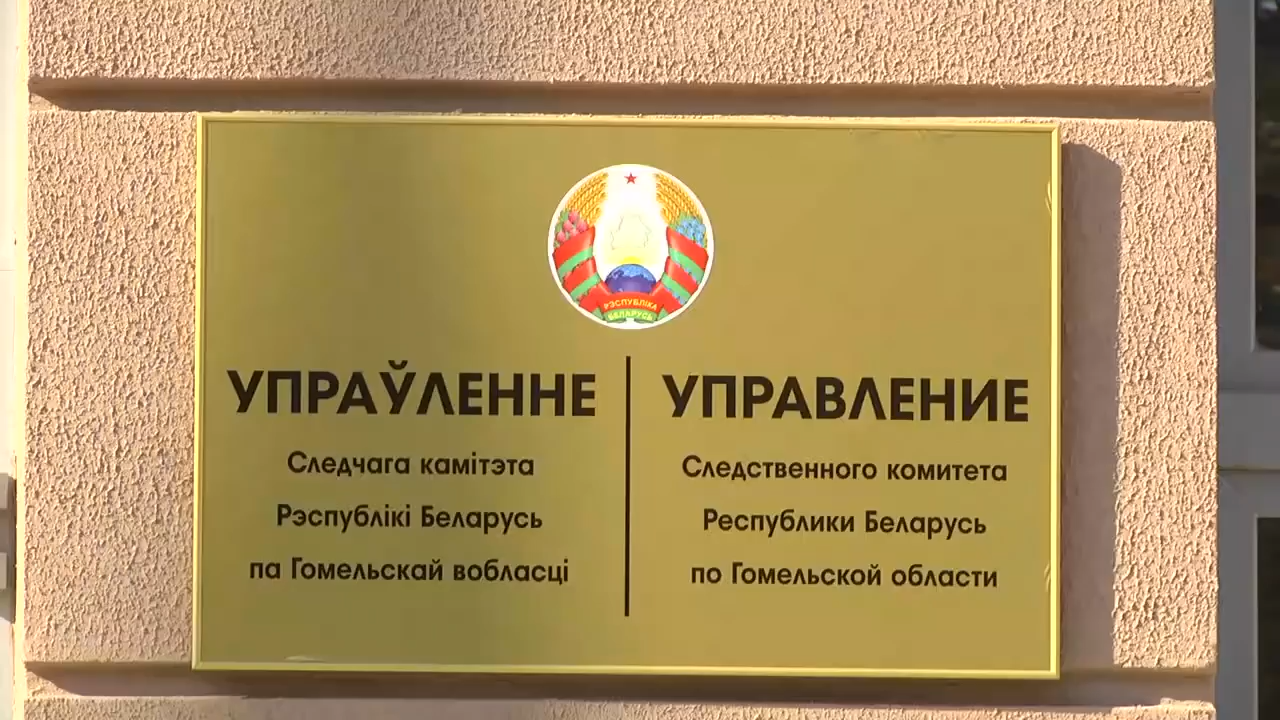 РЭСПУБЛІКА
БЕЛАРУСЬ
УПРАЎЛЕННЕ
Следчага камітэта
Рэспублікі Беларусь
па Гомельскай вобласці
УПРАВЛЕНИЕ
Следственного комитета
Республики Беларусь
по Гомельской области